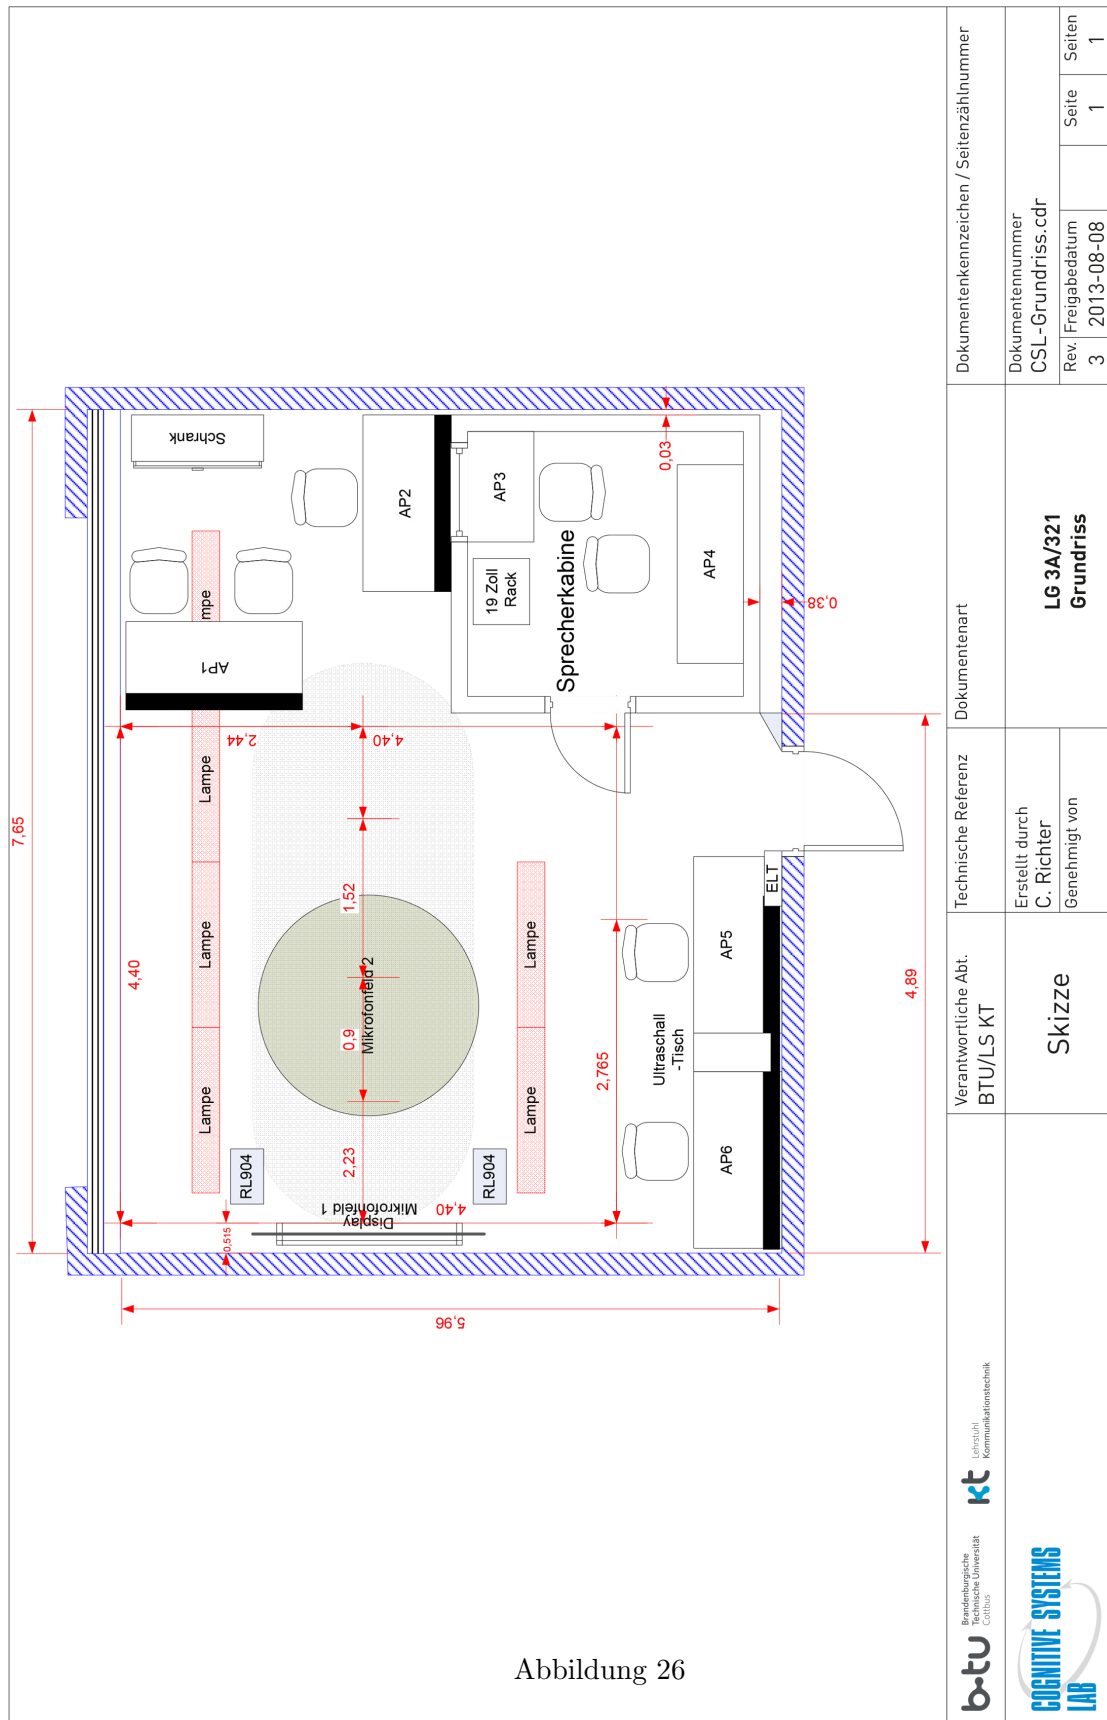 7,65
Schrank
AP2
AP3
0,03
19 Zoll
Rack
Sprecherkabine
AP4
0,38
mpe
AP1
2,44
4,40
Lampe
4,40
1,52
Lampe
Mikrofonfeld 2
0,9
Lampe
Lampe
Lampe
2,765
Ultraschall
-Tisch
AP5
ELT
AP6
4,89
2,23
RL904
RL904
Display
Mikrofonfeld 1
4,40
0,515
5,96
b-tu
Brandenburgische
Technische Universität
Cottbus
kt
Lehrstuhl
Kommunikationstechnik
COGNITIVE SYSTEMS
LAB
Verantwortliche Abt.
BTU/LS KT
Skizze
Technische Referenz
Erstellt durch
C. Richter
Genehmigt von
Dokumentenart
LG 3A/321
Grundriss
Dokumentenkennzeichen / Seitenzählnummer
Dokumentennummer
CSL-Grundriss.cdr
Rev. Freigabedatum Seite Seiten
3 2013-08-08 1 1
Abbildung 26